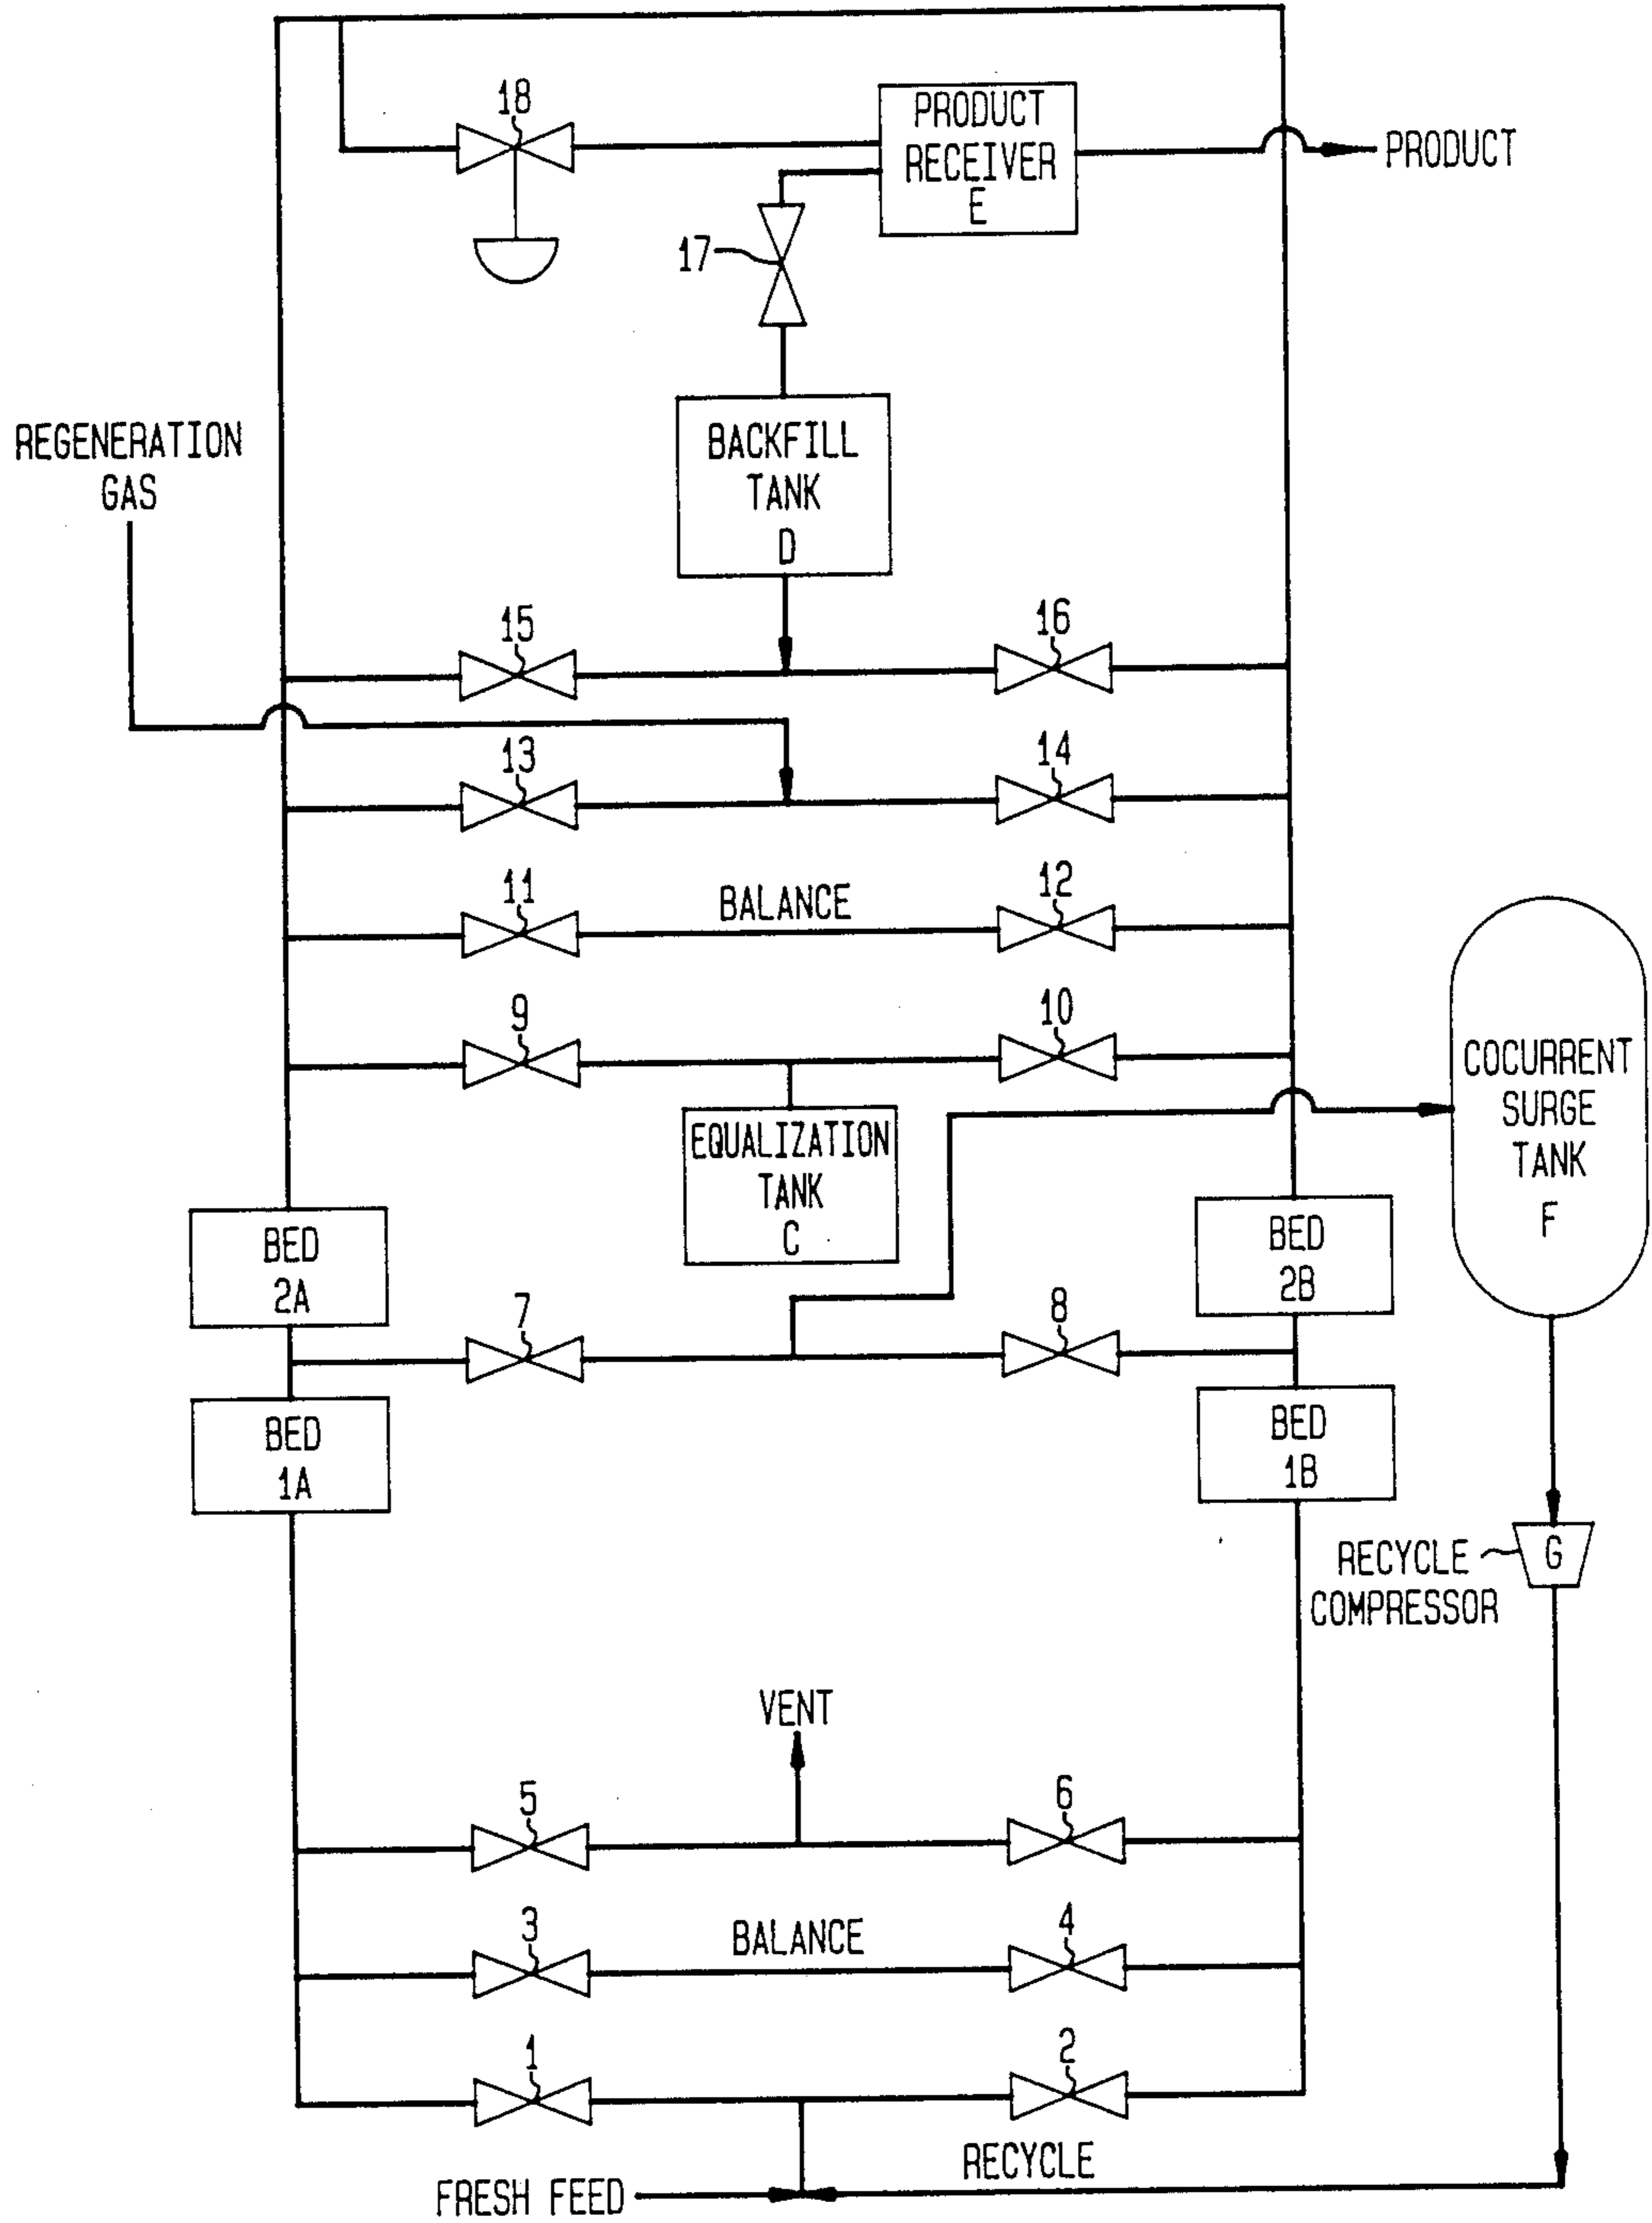 18
PRODUCT
RECEIVER
E
PRODUCT
17
REGENERATION
GAS
BACKFILL
TANK
D
15
16
13
14
11
BALANCE
12
9
10
EQUALIZATION
TANK
C
COCURRENT
SURGE
TANK
F
BED
2A
BED
2B
7
8
BED
1A
BED
1B
RECYCLE
COMPRESSOR
G
VENT
5
6
3
BALANCE
4
1
2
RECYCLE
FRESH FEED